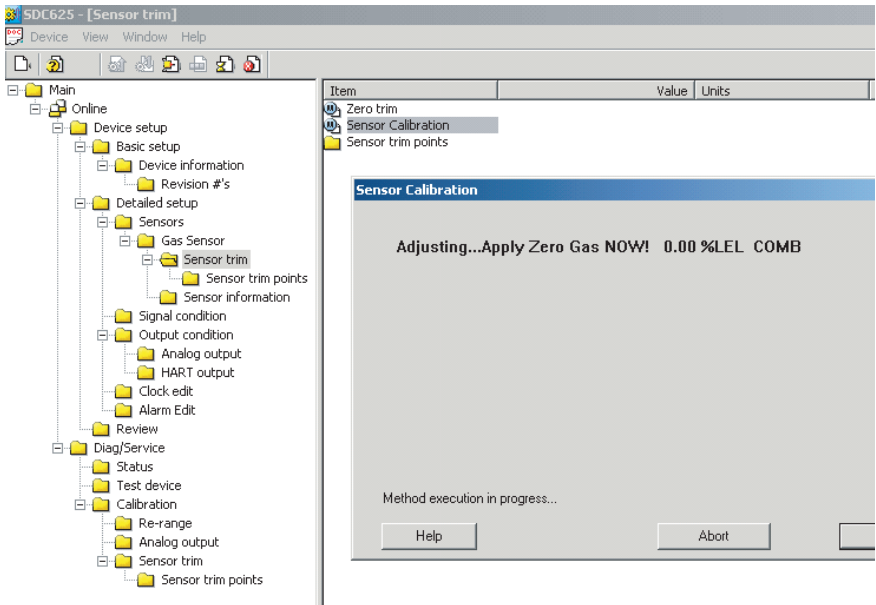 SDC625 - [Sensor trim]
Device View Window Help
Main
Online
Device setup
Basic setup
Device information
Revision #'s
Detailed setup
Sensors
Gas Sensor
Sensor trim
Sensor trim points
Sensor information
Signal condition
Output condition
Analog output
HART output
Clock edit
Alarm Edit
Review
Diag/Service
Status
Test device
Calibration
Re-range
Analog output
Sensor trim
Sensor trim points
Item Value Units
Zero trim
Sensor Calibration
Sensor trim points
Sensor Calibration
Adjusting...Apply Zero Gas NOW! 0.00 %LEL COMB
Method execution in progress...
Help Abort